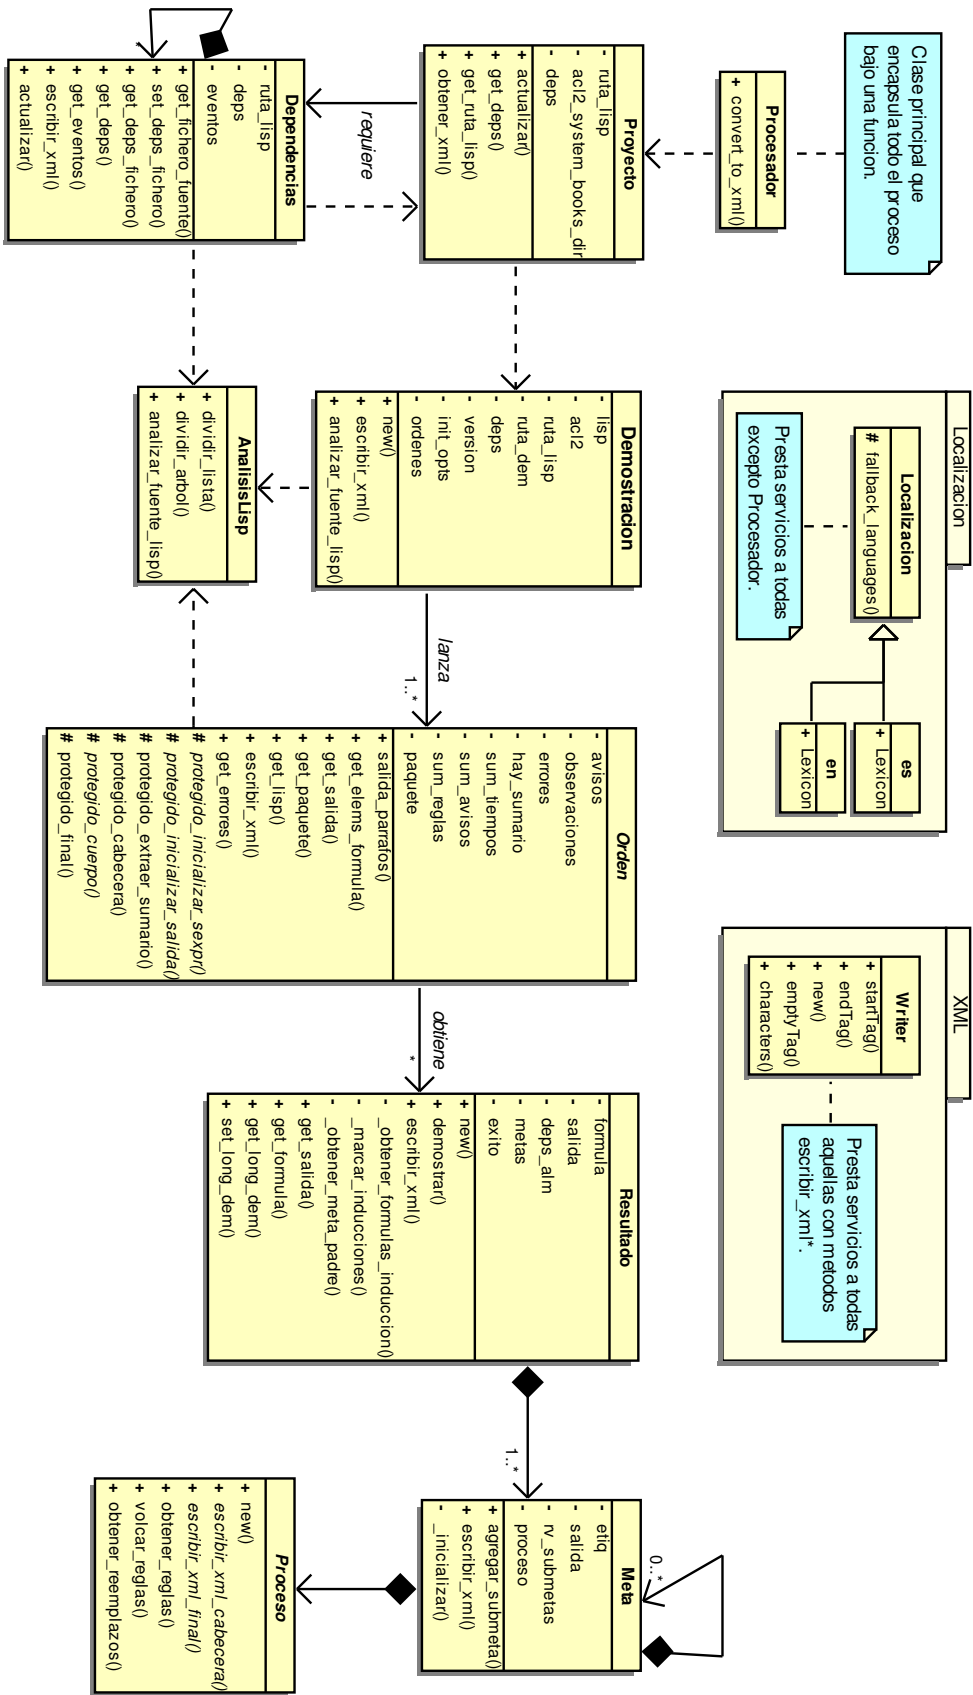 Clase principal que
encapsula todo el proceso
bajo una funcion.
Procesador
+ convert_to_xml()
Proyecto
- ruta_lisp
- acl2_system_books_dir
- deps
+ actualizar()
+ get_deps()
+ get_ruta_lisp()
+ obtener_xml()
requiere
Dependencias
- ruta_lisp
- deps
- eventos
+ get_fichero_fuente()
+ set_deps_fichero()
+ get_deps_fichero()
+ get_deps()
+ get_eventos()
+ escribir_xml()
+ actualizar()
*
Localizacion
Localizacion
# fallback_languages()
Presta servicios a todas
excepto Procesador.
es
+ Lexicon
en
+ Lexicon
Demostracion
- lisp
- acl2
- ruta_lisp
- ruta_dem
- deps
- version
- init_opts
- ordenes
+ new()
+ escribir_xml()
+ analizar_fuente_lisp()
AnalisisLisp
+ dividir_lista()
+ dividir_arbol()
+ analizar_fuente_lisp()
lanza
1..*
Orden
- avisos
- observaciones
- errores
- hay_sumario
- sum_tiempos
- sum_avisos
- sum_reglas
- paquete
+ salida_parrafos()
+ get_elems_formula()
+ get_salida()
+ get_paquete()
+ get_lisp()
+ escribir_xml()
+ get_errores()
# protegido_inicializar_sexpr()
# protegido_inicializar_salida()
# protegido_extraer_sumario()
# protegido_cabecera()
# protegido_cuerpo()
# protegido_final()
XML
Writer
+ startTag()
+ endTag()
+ new()
+ emptyTag()
+ characters()
Presta servicios a todas
aquellas con metodos
escribir_xml*.
obtiene
*
Resultado
- formula
- salida
- deps_alm
- metas
- exito
+ new()
+ demostrar()
+ escribir_xml()
- _obtener_formulas_induccion()
- _marcar_inducciones()
- _obtener_meta_padre()
+ get_salida()
+ get_formula()
+ get_long_dem()
+ set_long_dem()
1..*
Meta
- etiq
- salida
- rv_submetas
- proceso
+ agregar_submeta()
+ escribir_xml()
- _inicializar()
0..*
Proceso
+ new()
+ escribir_xml_cabecera()
+ escribir_xml_final()
+ obtener_reglas()
+ volcar_reglas()
+ obtener_reemplazos()